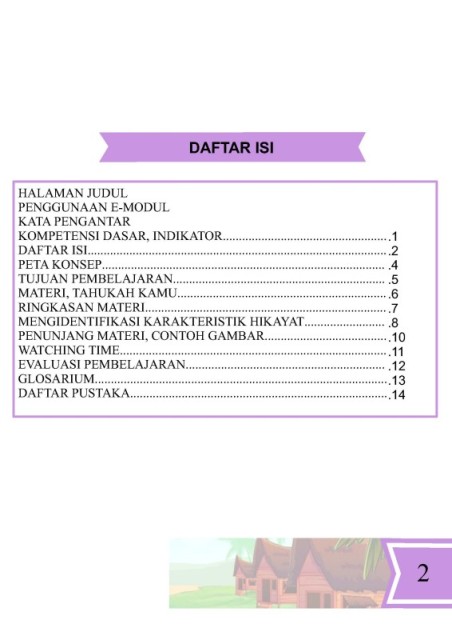 DAFTAR ISI
HALAMAN JUDUL
PENGGUNAAN E-MODUL
KATA PENGANTAR
KOMPETENSI DASAR, INDIKATOR....................................................1
DAFTAR ISI..............................................................................................2
PETA KONSEP........................................................................................ .4
TUJUAN PEMBELAJARAN.................................................................. .5
MATERI, TAHUKAH KAMU..................................................................6
RINGKASAN MATERI............................................................................7
MENGIDENTIFIKASI KARAKTERISTIK HIKAYAT......................... .8
PENUNJANG MATERI, CONTOH GAMBAR.......................................10
WATCHING TIME...................................................................................11
EVALUASI PEMBELAJARAN.............................................................. .12
GLOSARIUM............................................................................................13
DAFTAR PUSTAKA.................................................................................14
2